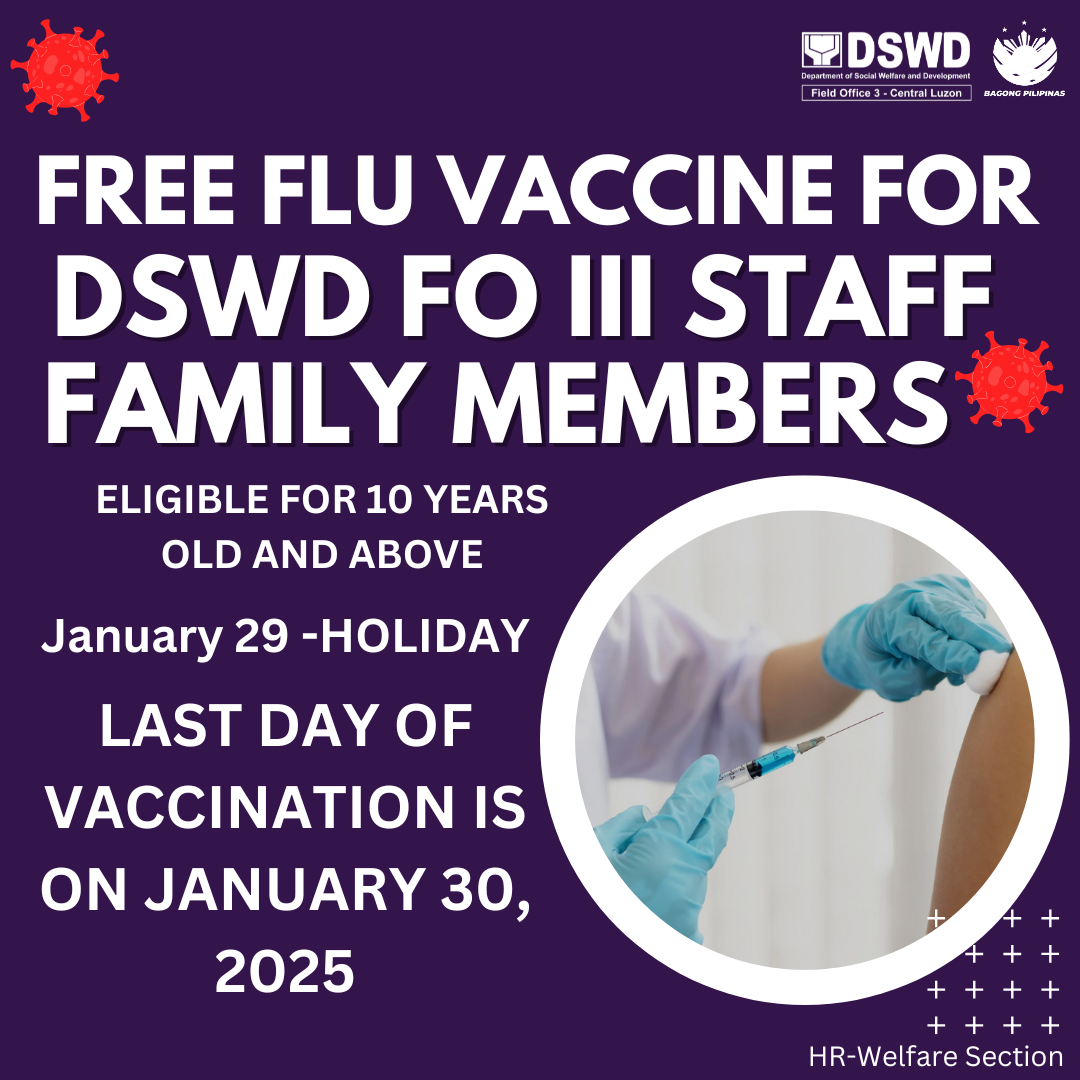 DSWD
Department of Social Welfare and Development
Field Office 3 - Central Luzon
BAGONG PILIPINAS
FREE FLU VACCINE FOR
DSWD FO III STAFF
FAMILY MEMBERS
ELIGIBLE FOR 10 YEARS
OLD AND ABOVE
January 29 -HOLIDAY
LAST DAY OF
VACCINATION IS
ON JANUARY 30,
2025
HR-Welfare Section